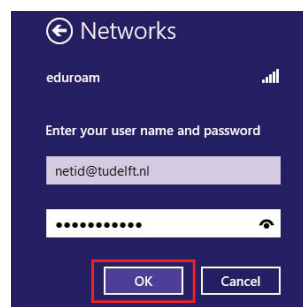 Networks
eduroam
Enter your user name and password
netid@tudelft.nl
•••••••••••
OK Cancel